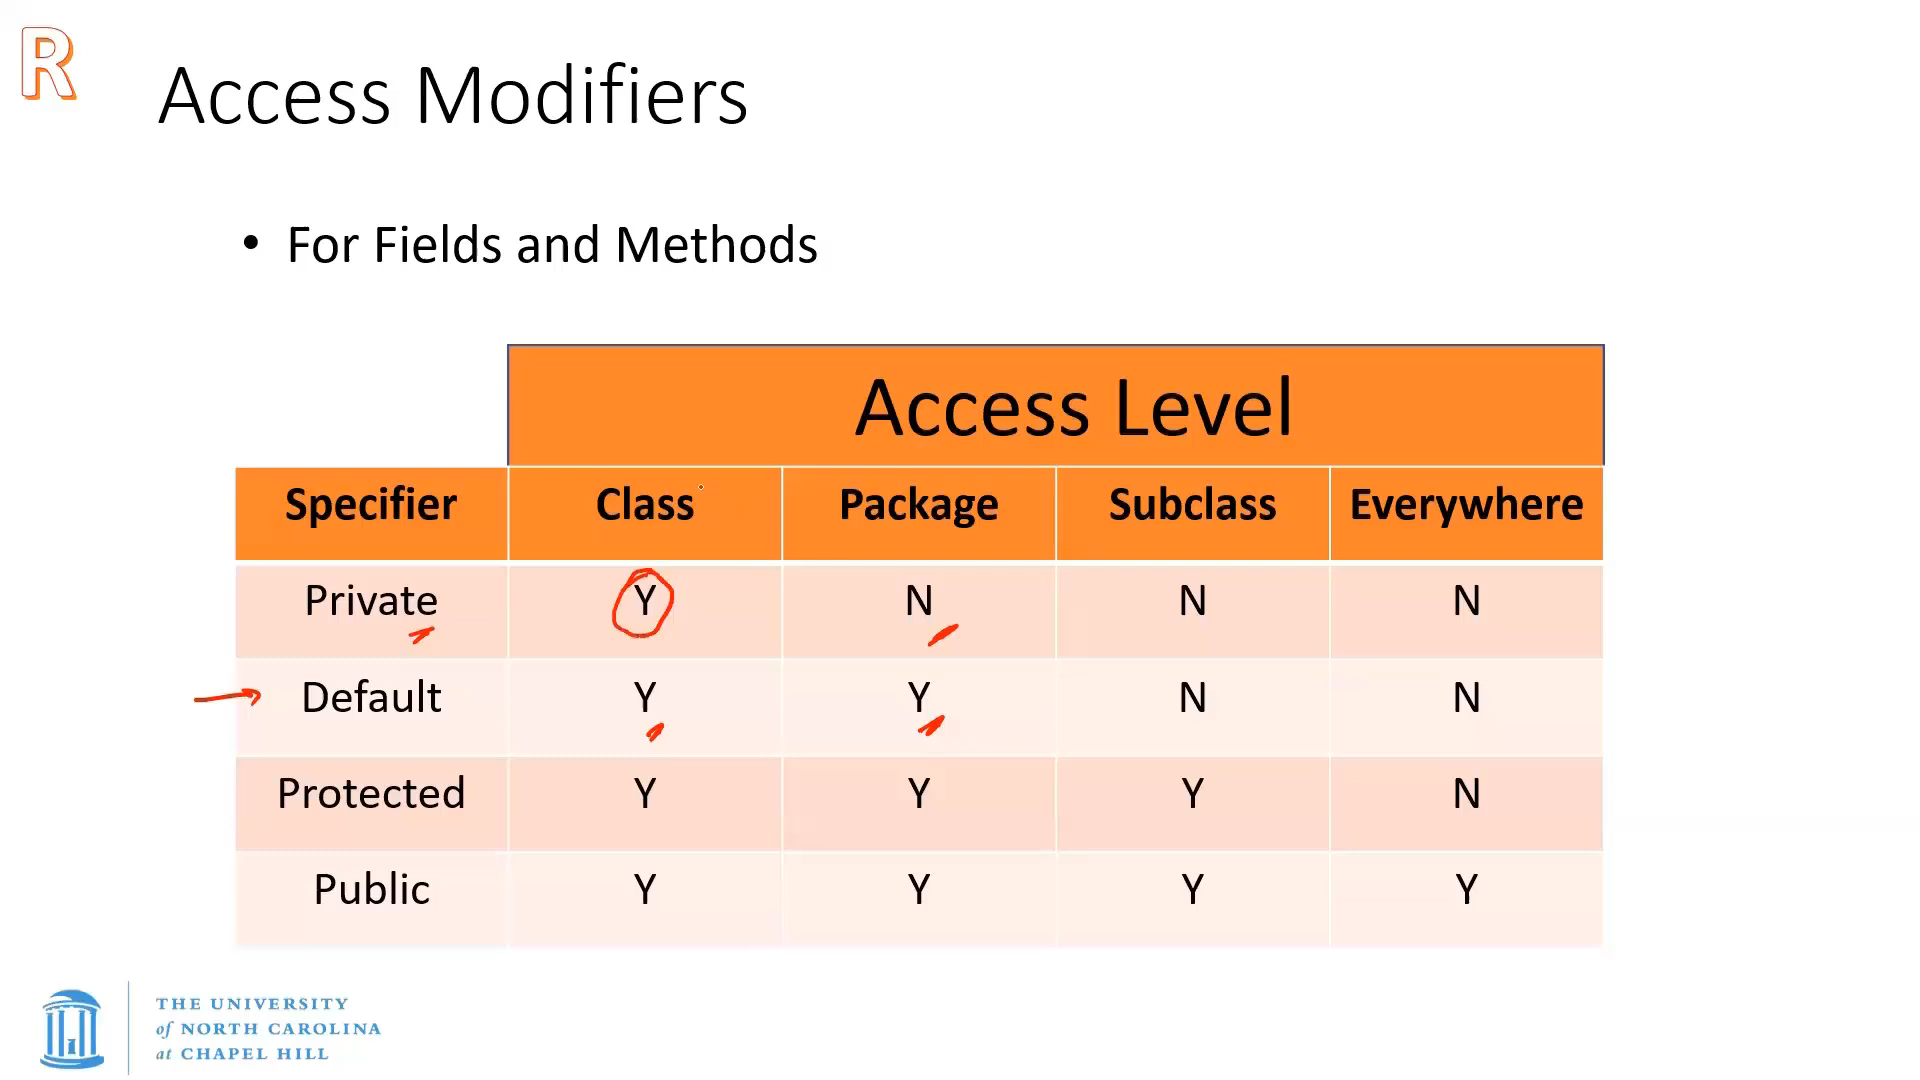 R
Access Modifiers
• For Fields and Methods
Access Level
Specifier Class Package Subclass Everywhere
Private Y N N N
Default Y Y N N
Protected Y Y Y N
Public Y Y Y Y
THE UNIVERSITY
of NORTH CAROLINA
at CHAPEL HILL